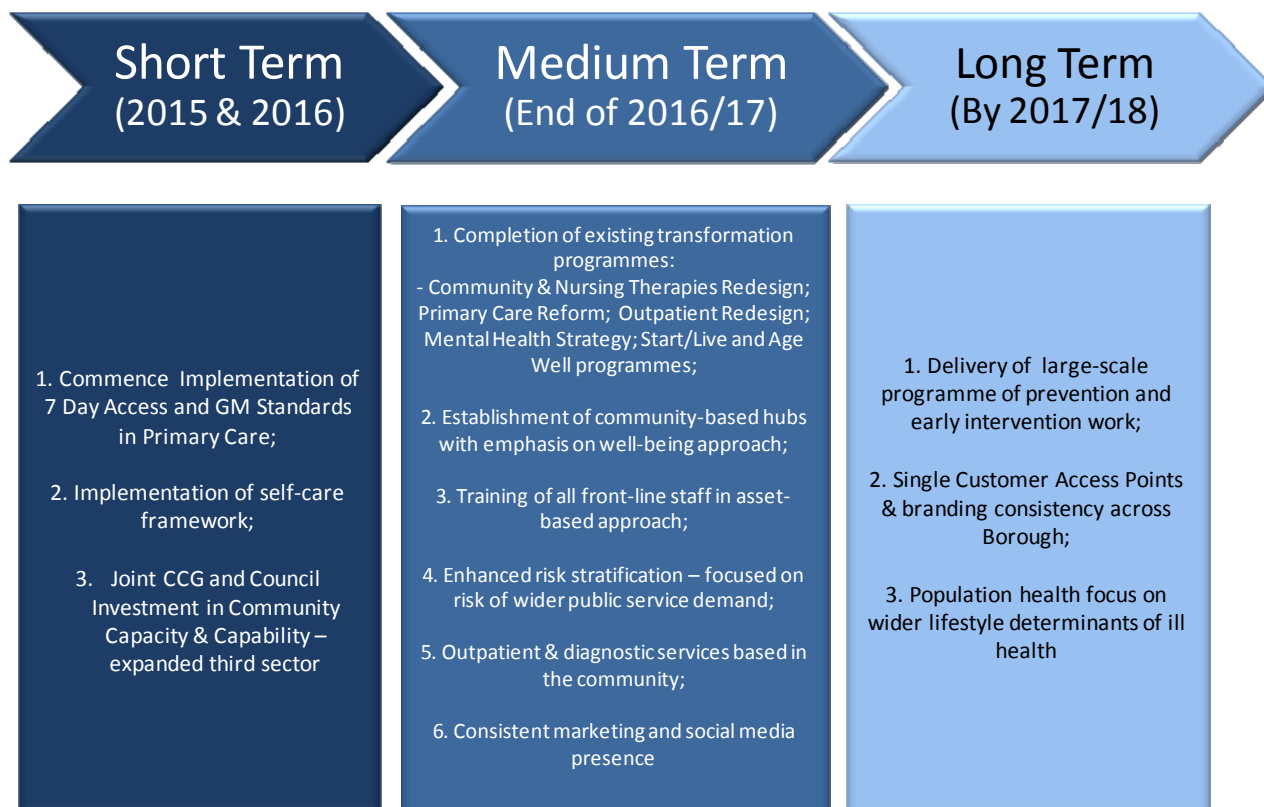 Short Term
(2015 & 2016)
Medium Term
(End of 2016/17)
Long Term
(By 2017/18)
1. Commence Implementation of
7 Day Access and GM Standards
in Primary Care;
2. Implementation of self-care
framework;
3. Joint CCG and Council
Investment in Community
Capacity & Capability –
expanded third sector
1. Completion of existing transformation
programmes:
- Community & Nursing Therapies Redesign;
Primary Care Reform; Outpatient Redesign;
Mental Health Strategy; Start/Live and Age
Well programmes;
2. Establishment of community-based hubs
with emphasis on well-being approach;
3. Training of all front-line staff in asset-
based approach;
4. Enhanced risk stratification – focused on
risk of wider public service demand;
5. Outpatient & diagnostic services based in
the community;
6. Consistent marketing and social media
presence
1. Delivery of large-scale
programme of prevention and
early intervention work;
2. Single Customer Access Points
& branding consistency across
Borough;
3. Population health focus on
wider lifestyle determinants of ill
health